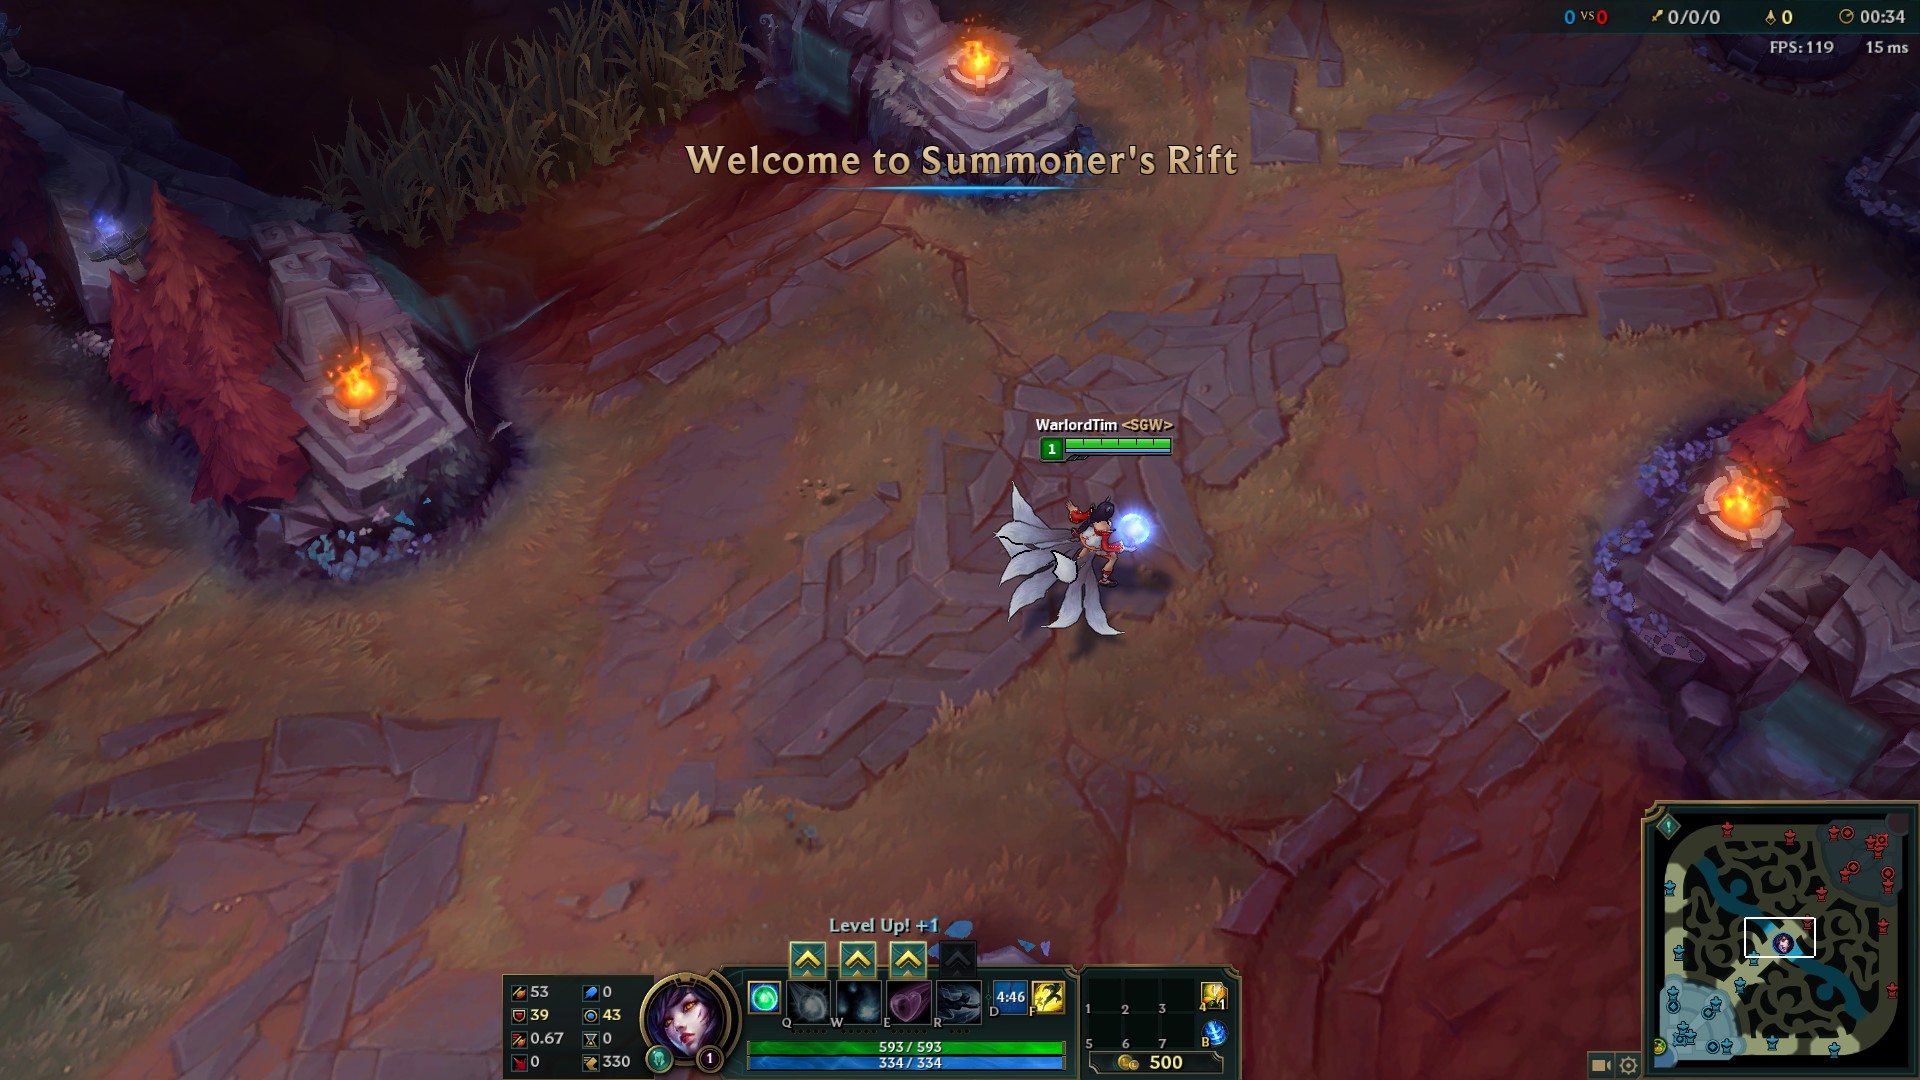 0 VS 0 0/0/0 0 00:34
FPS: 119 15 ms
Welcome to Summoner's Rift
WarlordTim <SGW>
1
Level Up! +1
53 0
39 43
0.67 0
0 330
1
Q W E R
4:46
D F
593 / 593
334 / 334
1 2 3 4 1
5 6 7 B
500